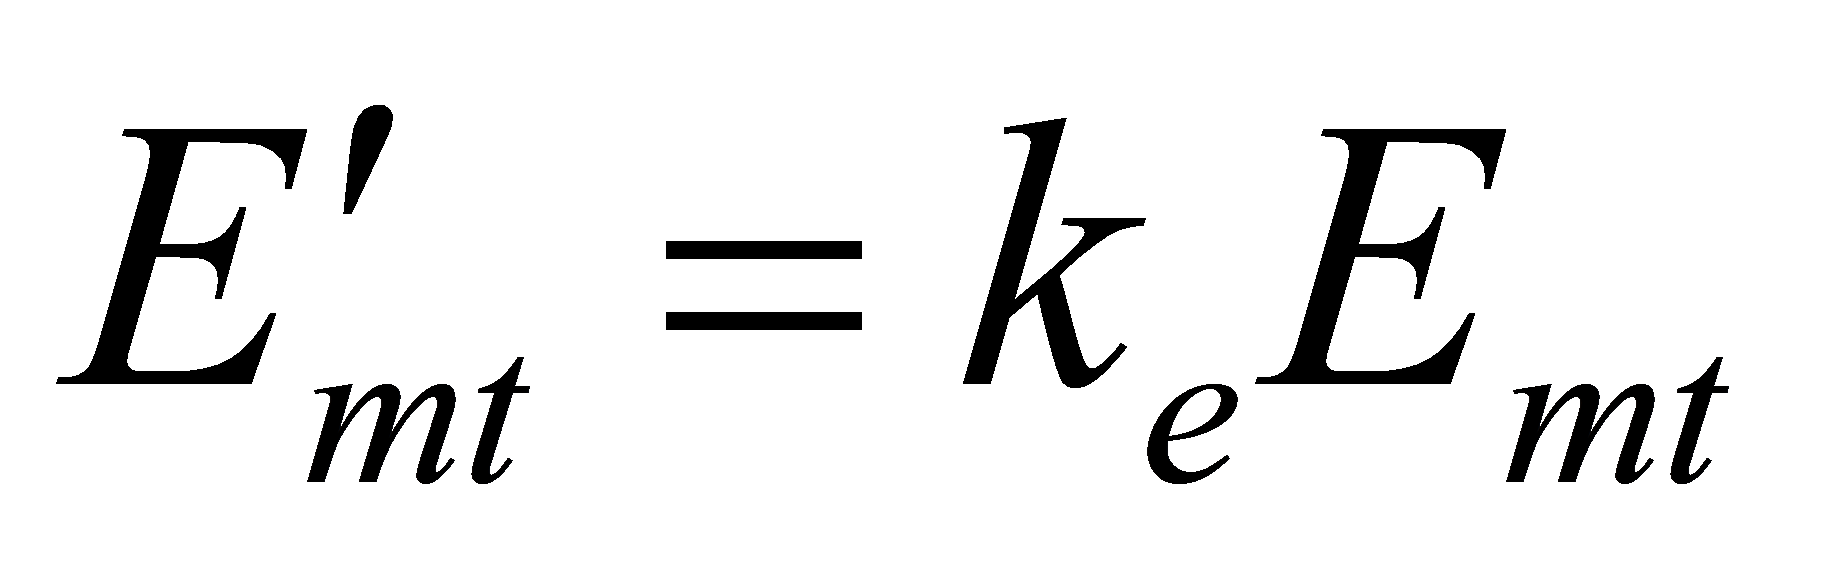 E′ₘₜ = kₑEₘₜ